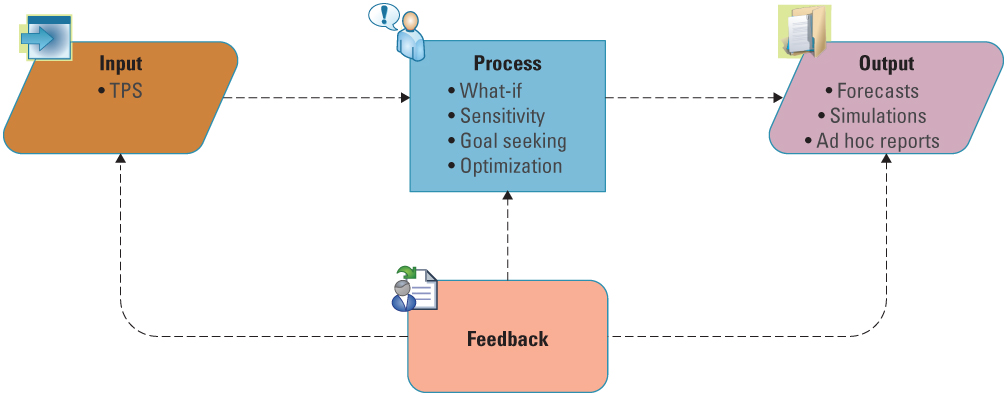 Input
• TPS
Process
• What-if
• Sensitivity
• Goal seeking
• Optimization
Output
• Forecasts
• Simulations
• Ad hoc reports
Feedback